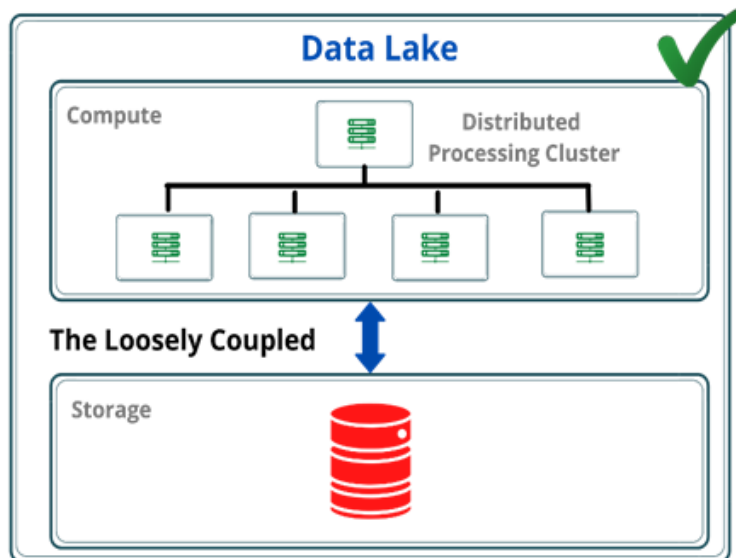 Data Lake
Compute
Distributed
Processing Cluster
The Loosely Coupled
Storage